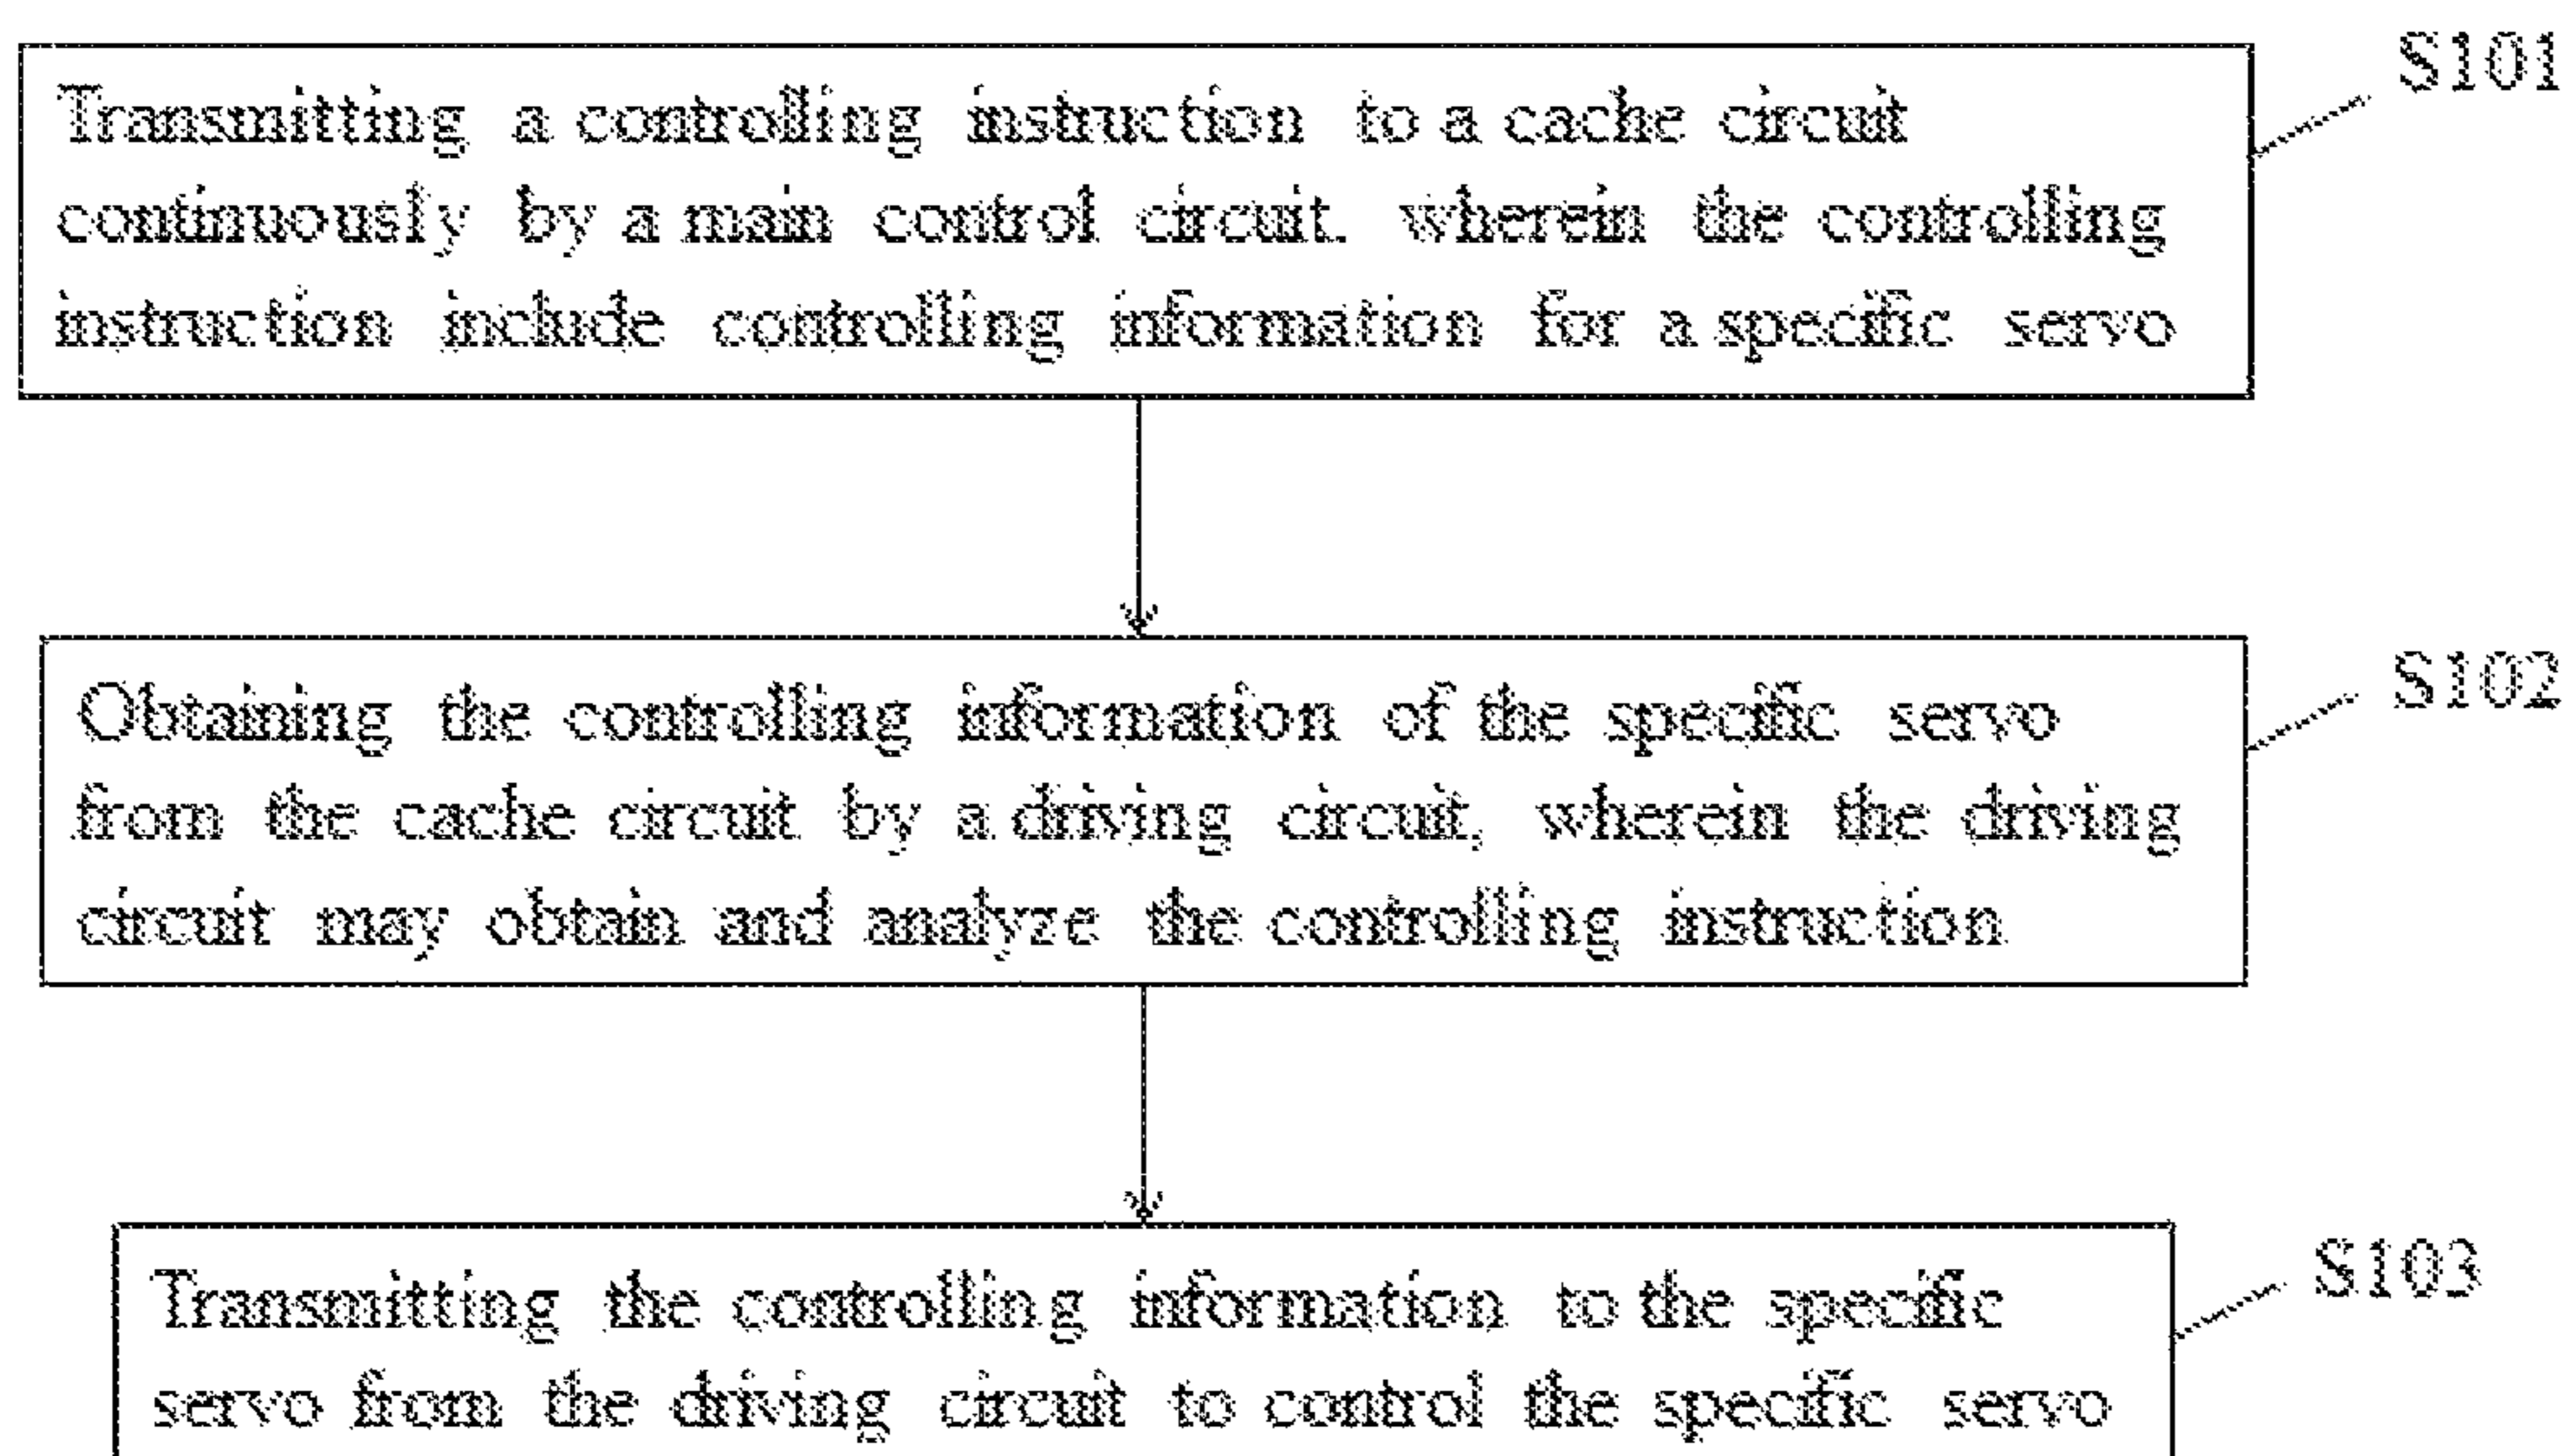 S101
Transmitting a controlling instruction to a cache circuit
continuously by a main control circuit. wherein the controlling
instruction include controlling information for a specific servo
S102
Obtaining the controlling information of the specific servo
from the cache circuit by a driving circuit, wherein the driving
circuit may obtain and analyze the controlling instruction
S103
Transmitting the controlling information to the specific
servo from the driving circuit to control the specific servo